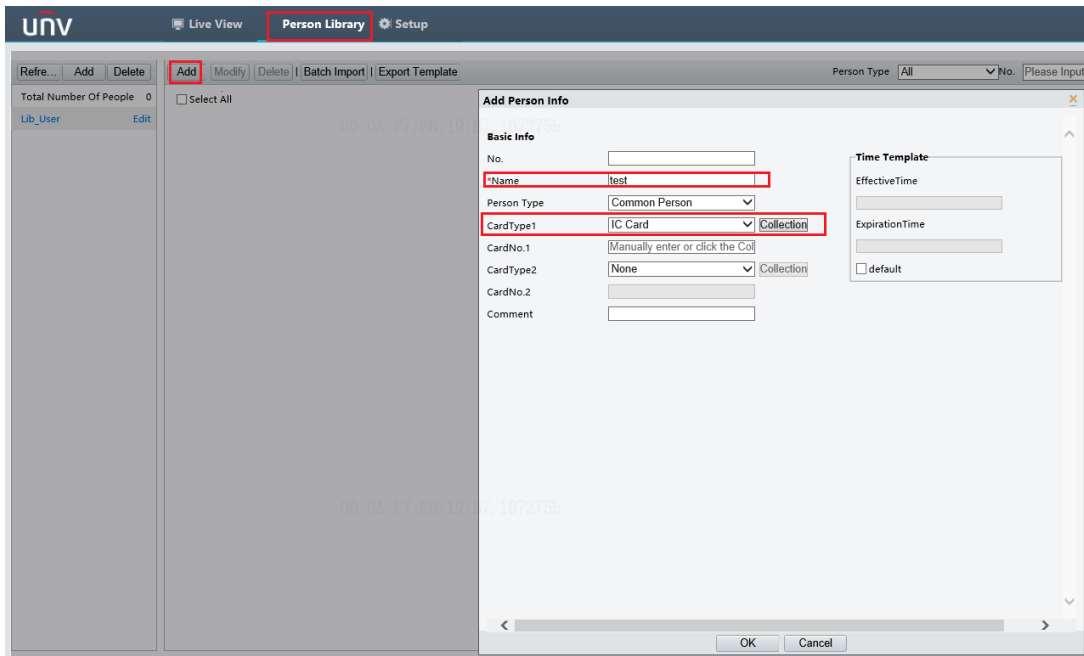 unv Live View Person Library Setup
Refre... Add Delete Add Modify Delete | Batch Import | Export Template Person Type All No. Please Input
Total Number Of People 0 Select All
Lib_User Edit
Add Person Info
Basic Info
No.
*Name test
Person Type Common Person
CardType1 IC Card Collection
CardNo.1 Manually enter or click the Col
CardType2 None Collection
CardNo.2
Comment
Time Template
EffectiveTime
ExpirationTime
default
OK Cancel